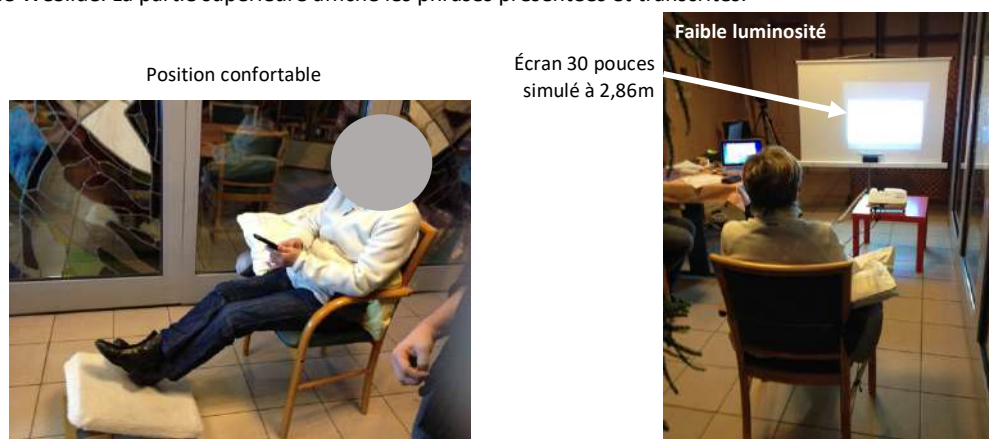 WeSlide. La partie supérieure affiche les phrases présentées et transcrites.
Position confortable
Écran 30 pouces
simulé à 2,86m
Faible luminosité